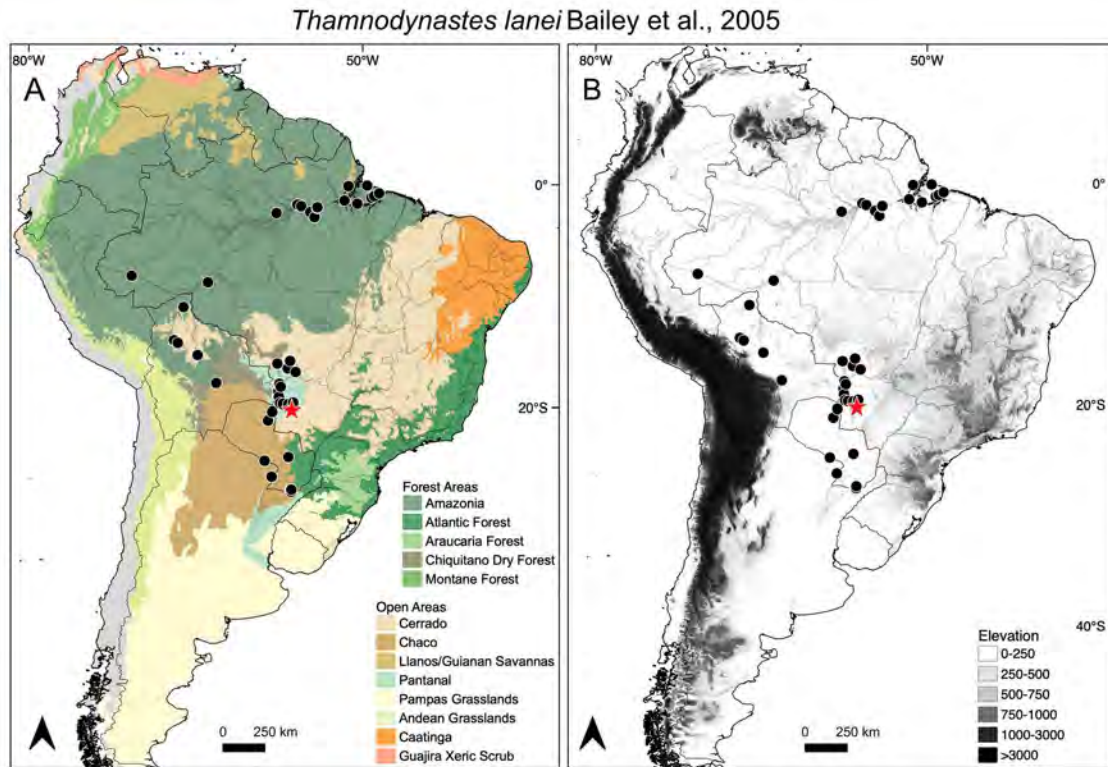 Thamnodynastes lanei Bailey et al., 2005
80°W
50°W
A
0°
20°S
Forest Areas
Amazonia
Atlantic Forest
Araucaria Forest
Chiquitano Dry Forest
Montane Forest
Open Areas
Cerrado
Chaco
Llanos/Guianan Savannas
Pantanal
Pampas Grasslands
Andean Grasslands
Caatinga
Guajira Xeric Scrub
0 250 km
80°W
50°W
B
0°
20°S
40°S
Elevation
0-250
250-500
500-750
750-1000
1000-3000
>3000
0 250 km